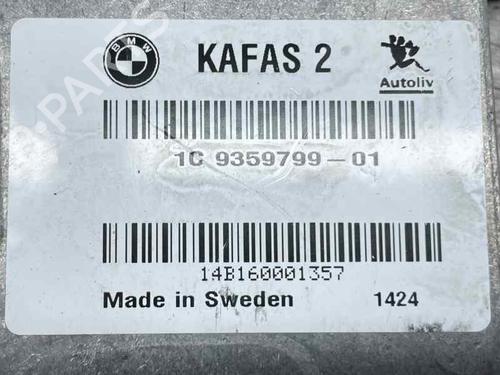 BMW
KAFAS 2
Autoliv
1C 9359799-01
14B160001357
Made in Sweden 1424